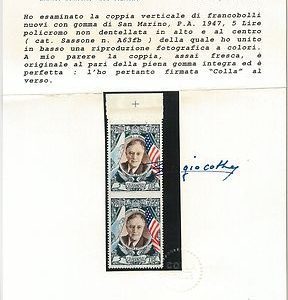 Ho esaminato la coppia verticale di francobolli
nuovi con gomma di San Marino, P.A. 1947, 5 Lire
policromo non dentellata in alto e al centro
( cat. Sassone n. A63fb ) della quale ho unito
in basso una riproduzione fotografica a colori.
A mio parere la coppia, assai fresca, è
originale al pari della piena gomma integra ed è
perfetta : l'ho pertanto firmata "Colla" al
verso.